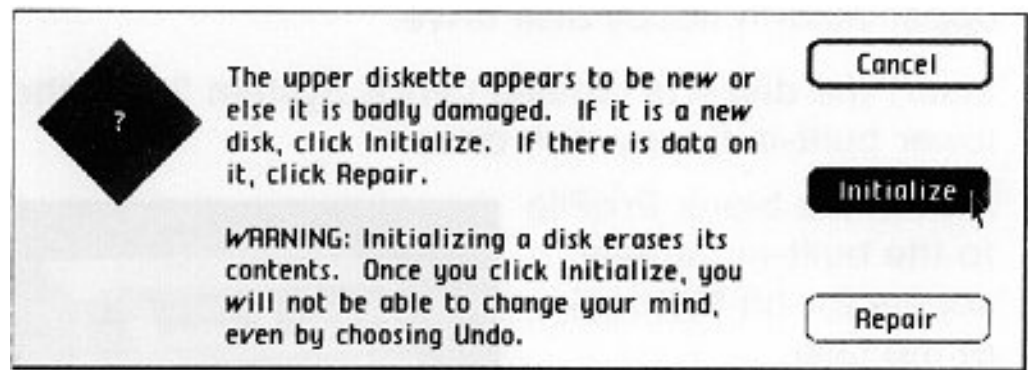 ?
The upper diskette appears to be new or
else it is badly damaged.  If it is a new
disk, click Initialize.  If there is data on
it, click Repair.
WARNING: Initializing a disk erases its
contents.  Once you click Initialize, you
will not be able to change your mind,
even by choosing Undo.
Cancel
Initialize
Repair